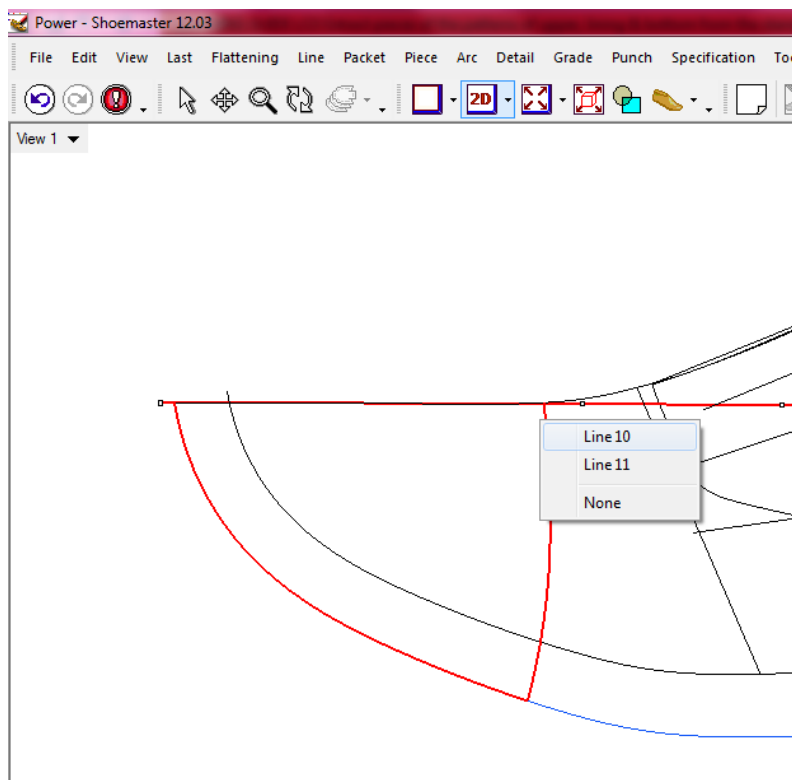 Power - Shoemaster 12.03
File Edit View Last Flattening Line Packet Piece Arc Detail Grade Punch Specification Too
2D
View 1
Line 10
Line 11
None